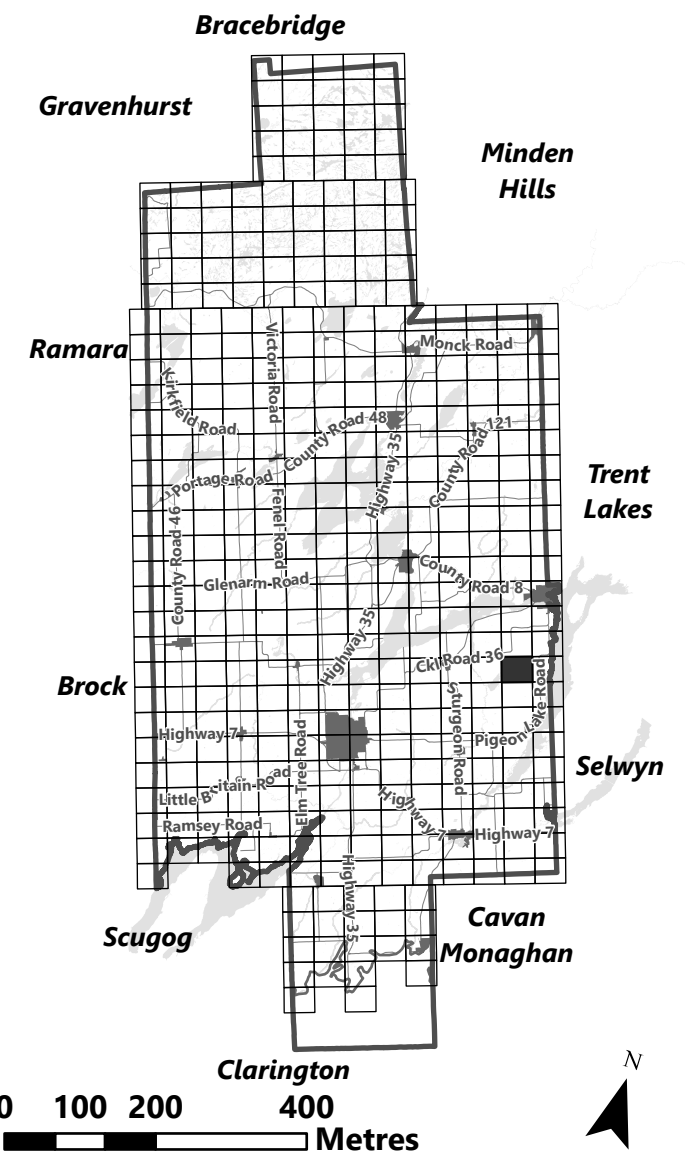 Bracebridge
Gravenhurst
Minden
Hills
Ramara
Monck Road
Victoria Road
Kirkfield Road
County Road 48
Highway 35
County Road 121
Portage Road
Trent
Lakes
County Road 46
Fenel Road
Glenarm Road
County Road 8
Highway 35
Ckl Road 36
Brock
Pigeon Lake Road
Sturgeon Road
Highway 7
Elm Tree Road
Selwyn
Little Britain Road
Highway 7
Highway 7
Ramsey Road
Highway 35
Scugog
Cavan
Monaghan
Clarington
N
0 100 200 400
Metres